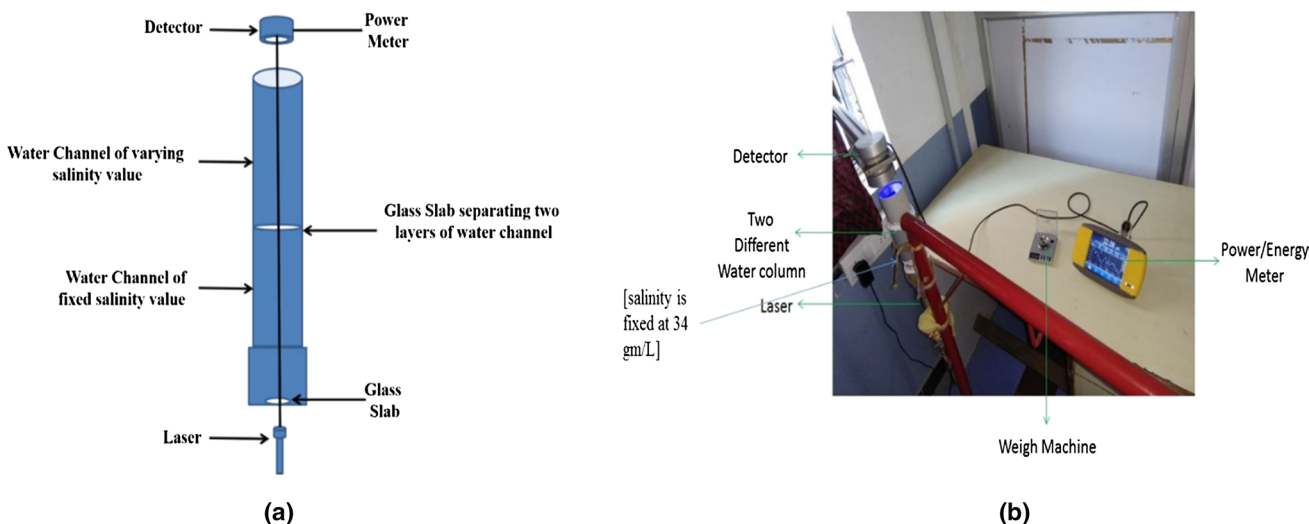 Detector
Power
Meter
Water Channel of varying
salinity value
Glass Slab separating two
layers of water channel
Water Channel of
fixed salinity value
Glass
Slab
Laser
(a)
Detector
Two
Different
Water column
[salinity is
fixed at 34
gm/L]
Laser
Power/Energy
Meter
Weigh Machine
(b)